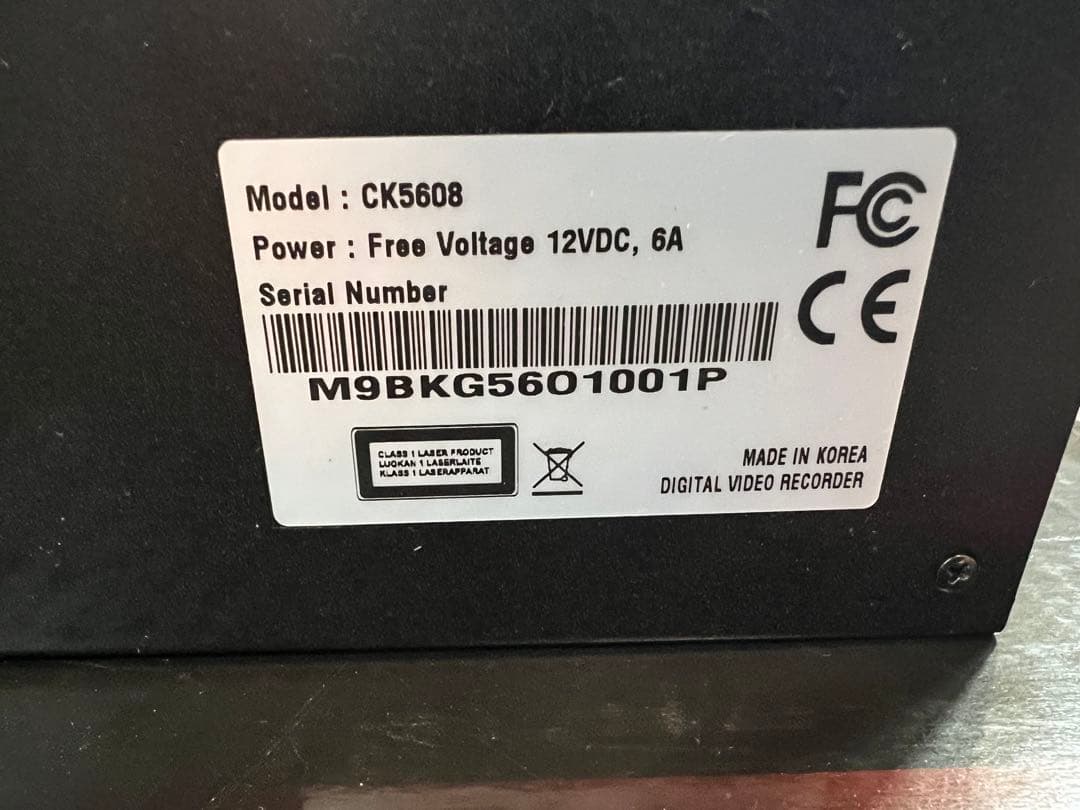 Model : CK5608
Power : Free Voltage 12VDC, 6A
Serial Number
M9BKG5601001P
CLASS 1 LASER PRODUCT
LUOKAN 1 LASERLAITE
KLASS 1 LASERAPPARAT
FC
CE
MADE IN KOREA
DIGITAL VIDEO RECORDER